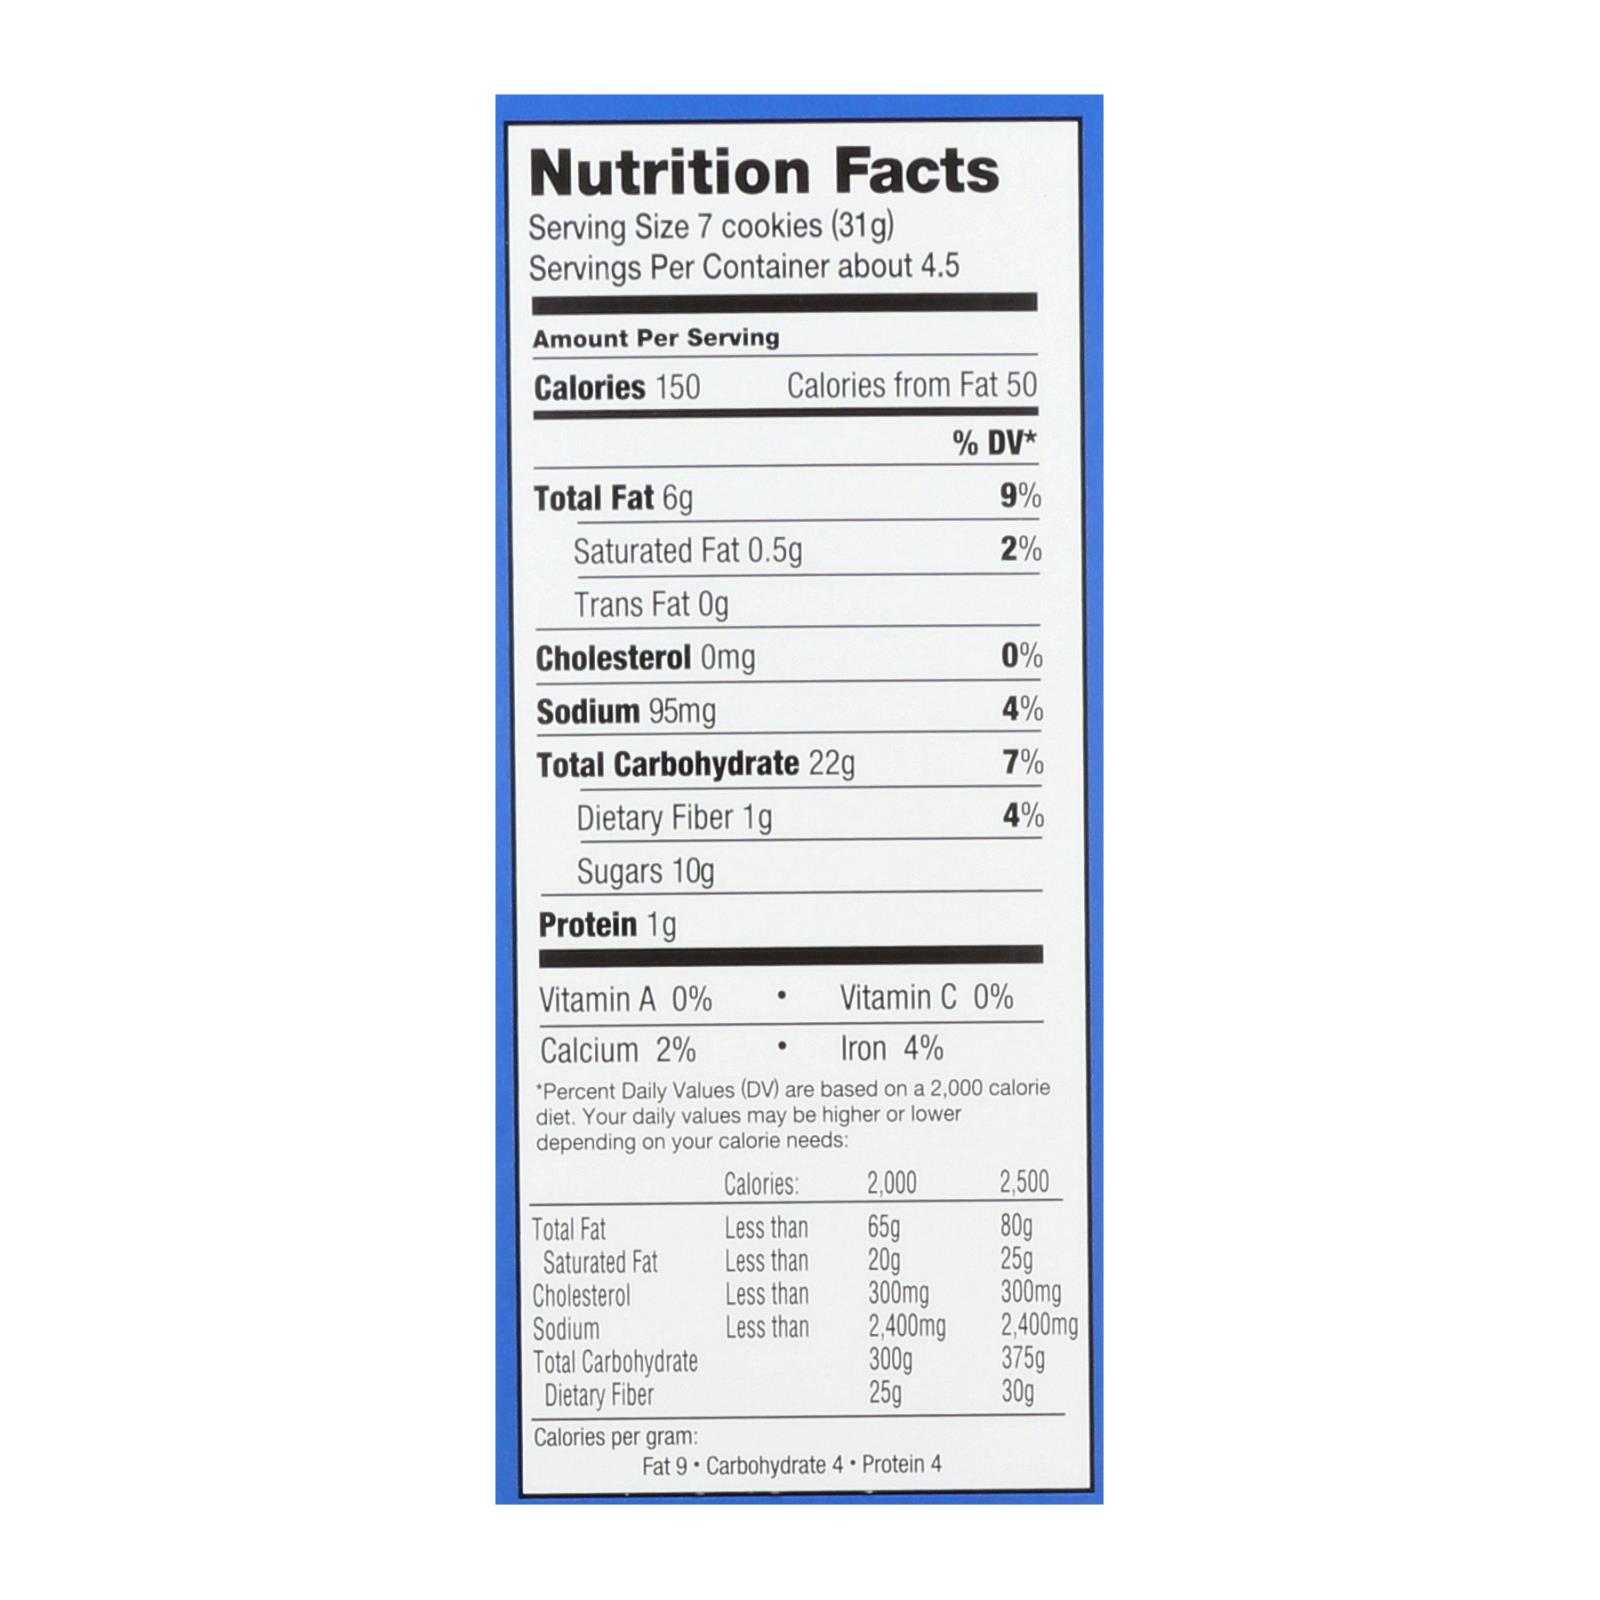 Nutrition Facts
Serving Size 7 cookies (31g)
Servings Per Container about 4.5
Amount Per Serving
Calories 150 Calories from Fat 50
% DV*
Total Fat 6g 9%
Saturated Fat 0.5g 2%
Trans Fat 0g
Cholesterol 0mg 0%
Sodium 95mg 4%
Total Carbohydrate 22g 7%
Dietary Fiber 1g 4%
Sugars 10g
Protein 1g
Vitamin A 0% • Vitamin C 0%
Calcium 2% • Iron 4%
*Percent Daily Values (DV) are based on a 2,000 calorie
diet. Your daily values may be higher or lower
depending on your calorie needs:
Calories: 2,000 2,500
Total Fat Less than 65g 80g
Saturated Fat Less than 20g 25g
Cholesterol Less than 300mg 300mg
Sodium Less than 2,400mg 2,400mg
Total Carbohydrate 300g 375g
Dietary Fiber 25g 30g
Calories per gram:
Fat 9 • Carbohydrate 4 • Protein 4